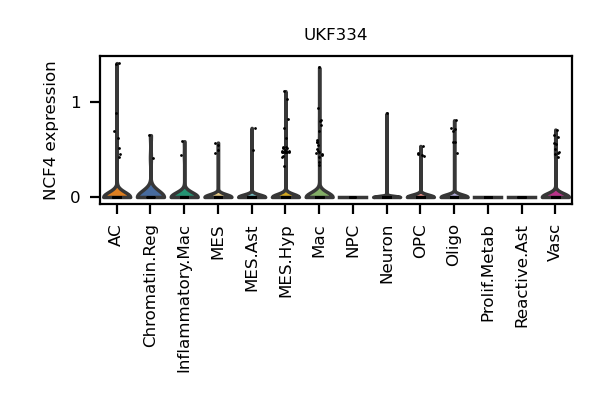 UKF334
NCF4 expression
1
0
AC
Chromatin.Reg
Inflammatory.Mac
MES
MES.Ast
MES.Hyp
Mac
NPC
Neuron
OPC
Oligo
Prolif.Metab
Reactive.Ast
Vasc